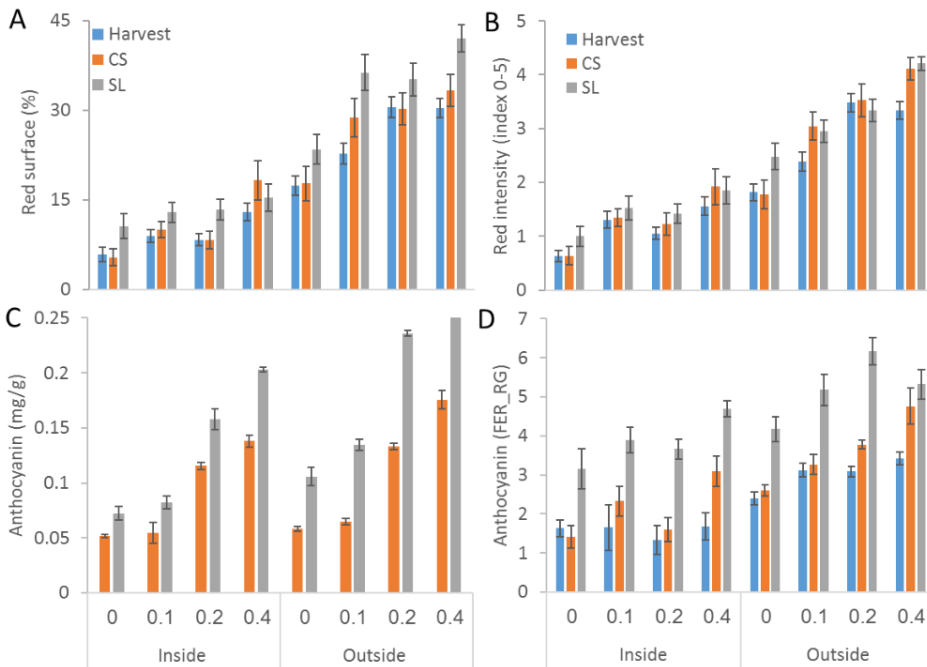 A
Harvest
CS
SL
Red surface (%)
45
30
15
0
B
Harvest
CS
SL
Red intensity (index 0-5)
5
4
3
2
1
0
C
Anthocyanin (mg/g)
0.25
0.2
0.15
0.1
0.05
0
0 0.1 0.2 0.4 0 0.1 0.2 0.4
Inside Outside
D
Anthocyanin (FER_RG)
7
6
5
4
3
2
1
0
0 0.1 0.2 0.4 0 0.1 0.2 0.4
Inside Outside